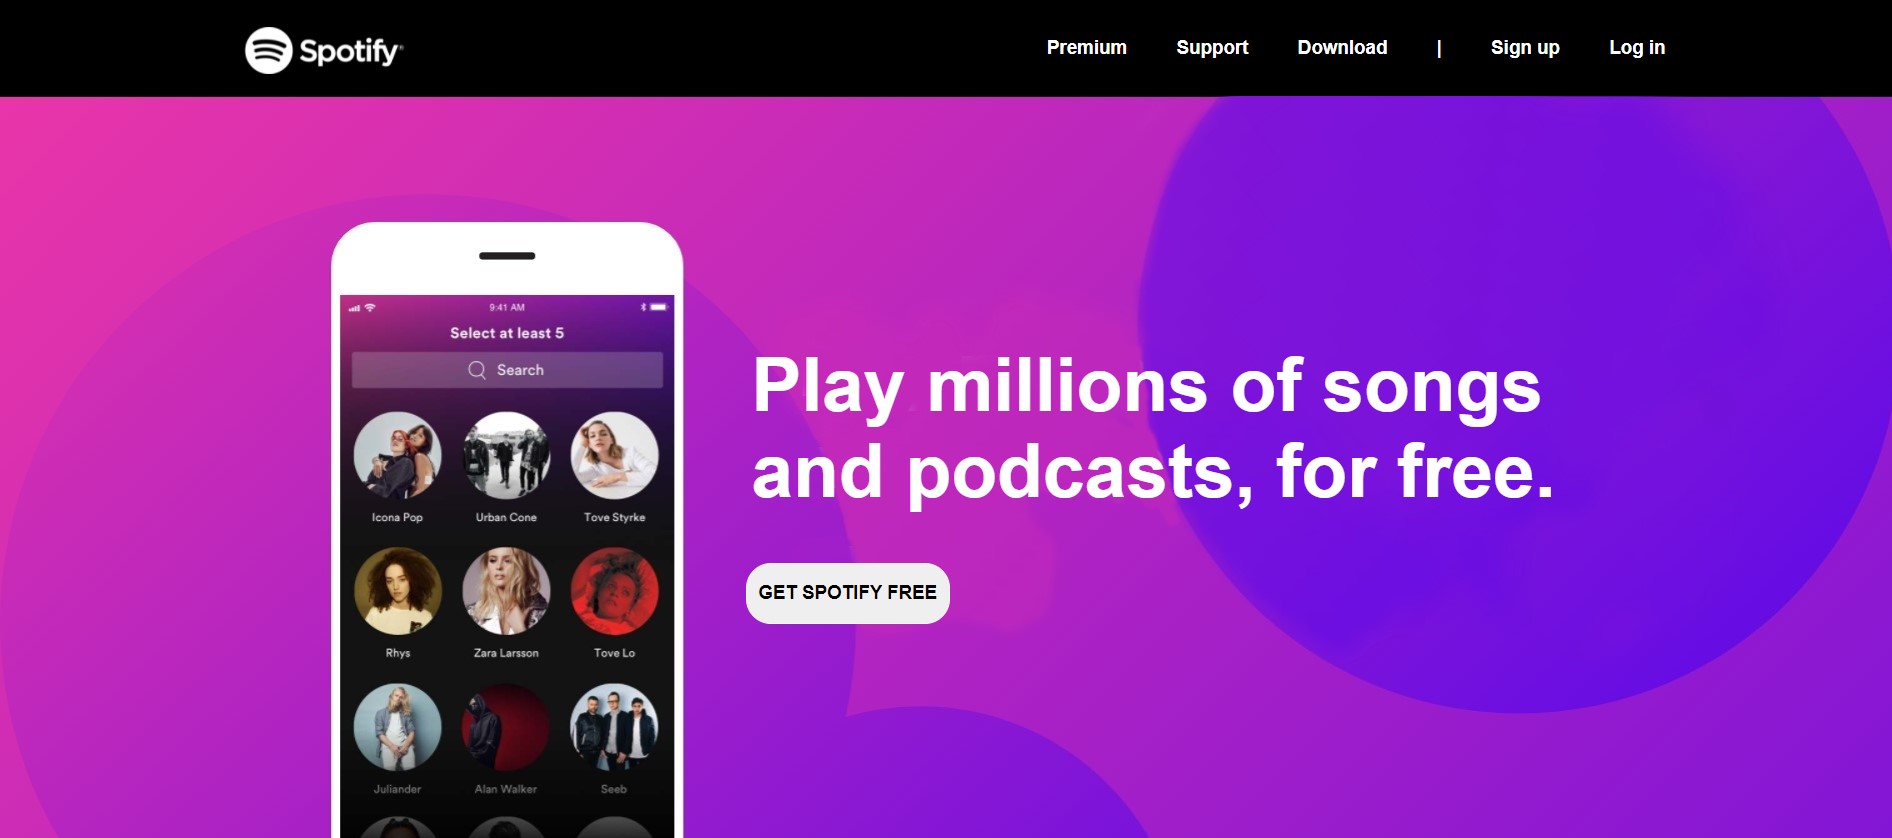 Spotify®
Premium Support Download | Sign up Log in
9:41 AM
Select at least 5
Search
Icona Pop Urban Cone Tove Styrke
Rhys Zara Larsson Tove Lo
Juliander Alan Walker Seeb
Play millions of songs
and podcasts, for free.
GET SPOTIFY FREE